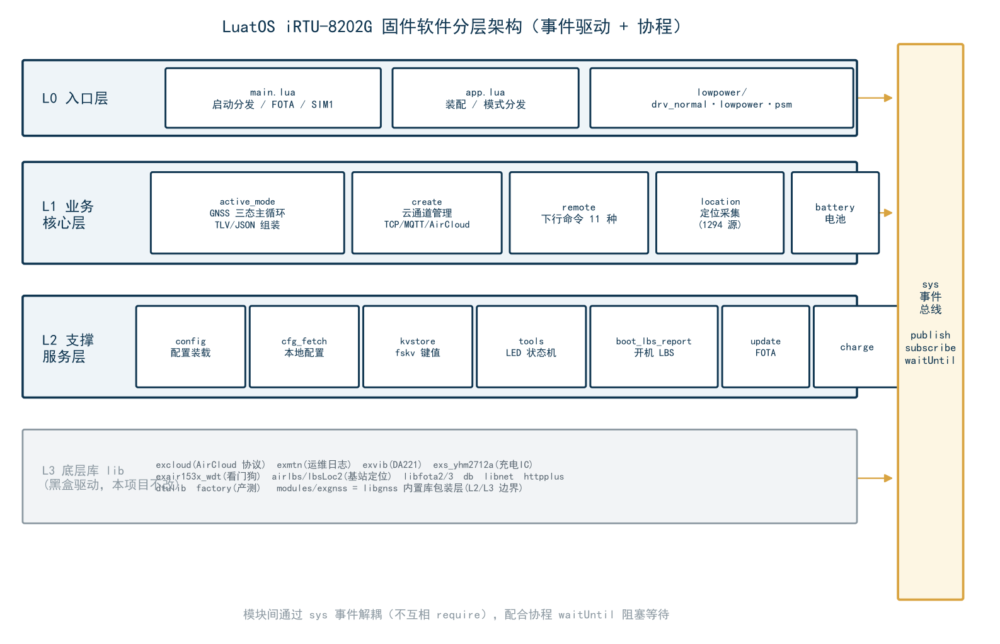 LuatOS iRTU-8202G 固件软件分层架构（事件驱动 + 协程）
L0 入口层
main.lua
启动分发 / FOTA / SIM1
app.lua
装配 / 模式分发
lowpower/
drv_normal·lowpower·psm
L1 业务
核心层
active_mode
GNSS 三态主循环
TLV/JSON 组装
create
云通道管理
TCP/MQTT/AirCloud
remote
下行命令 11 种
location
定位采集
(1294 源)
battery
电池
L2 支撑
服务层
config
配置装载
cfg_fetch
本地配置
kvstore
fskv 键值
tools
LED 状态机
boot_lbs_report
开机 LBS
update
FOTA
charge
sys
事件
总线
publish
subscribe
waitUntil
L3 底层库 lib
(黑盒驱动，本项目不改)
excloud(AirCloud 协议)  exmtn(运维日志)  exvib(DA221)  exs_yhm2712a(充电IC)
exair153x_wdt(看门狗)  airlbs/lbsLoc2(基站定位)  libfota2/3  db  libnet  httpplus
dtulib  factory(产测)   modules/exgnss = libgnss 内置库包装层(L2/L3 边界)
模块间通过 sys 事件解耦（不互相 require），配合协程 waitUntil 阻塞等待